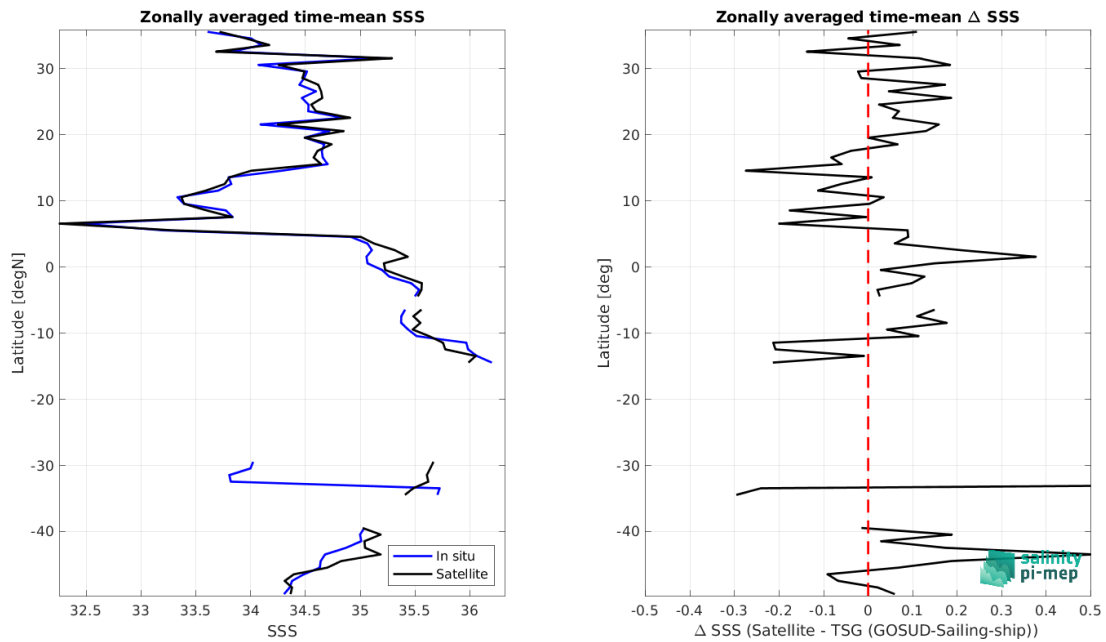 Zonally averaged time-mean SSS
Latitude [degN]
30
20
10
0
-10
-20
-30
-40
32.5 33 33.5 34 34.5 35 35.5 36
SSS
In situ
Satellite
Zonally averaged time-mean Δ SSS
Latitude [deg]
30
20
10
0
-10
-20
-30
-40
-0.5 -0.4 -0.3 -0.2 -0.1 0 0.1 0.2 0.3 0.4 0.5
Δ SSS (Satellite - TSG (GOSUD-Sailing-ship))
salinity
pi-mep